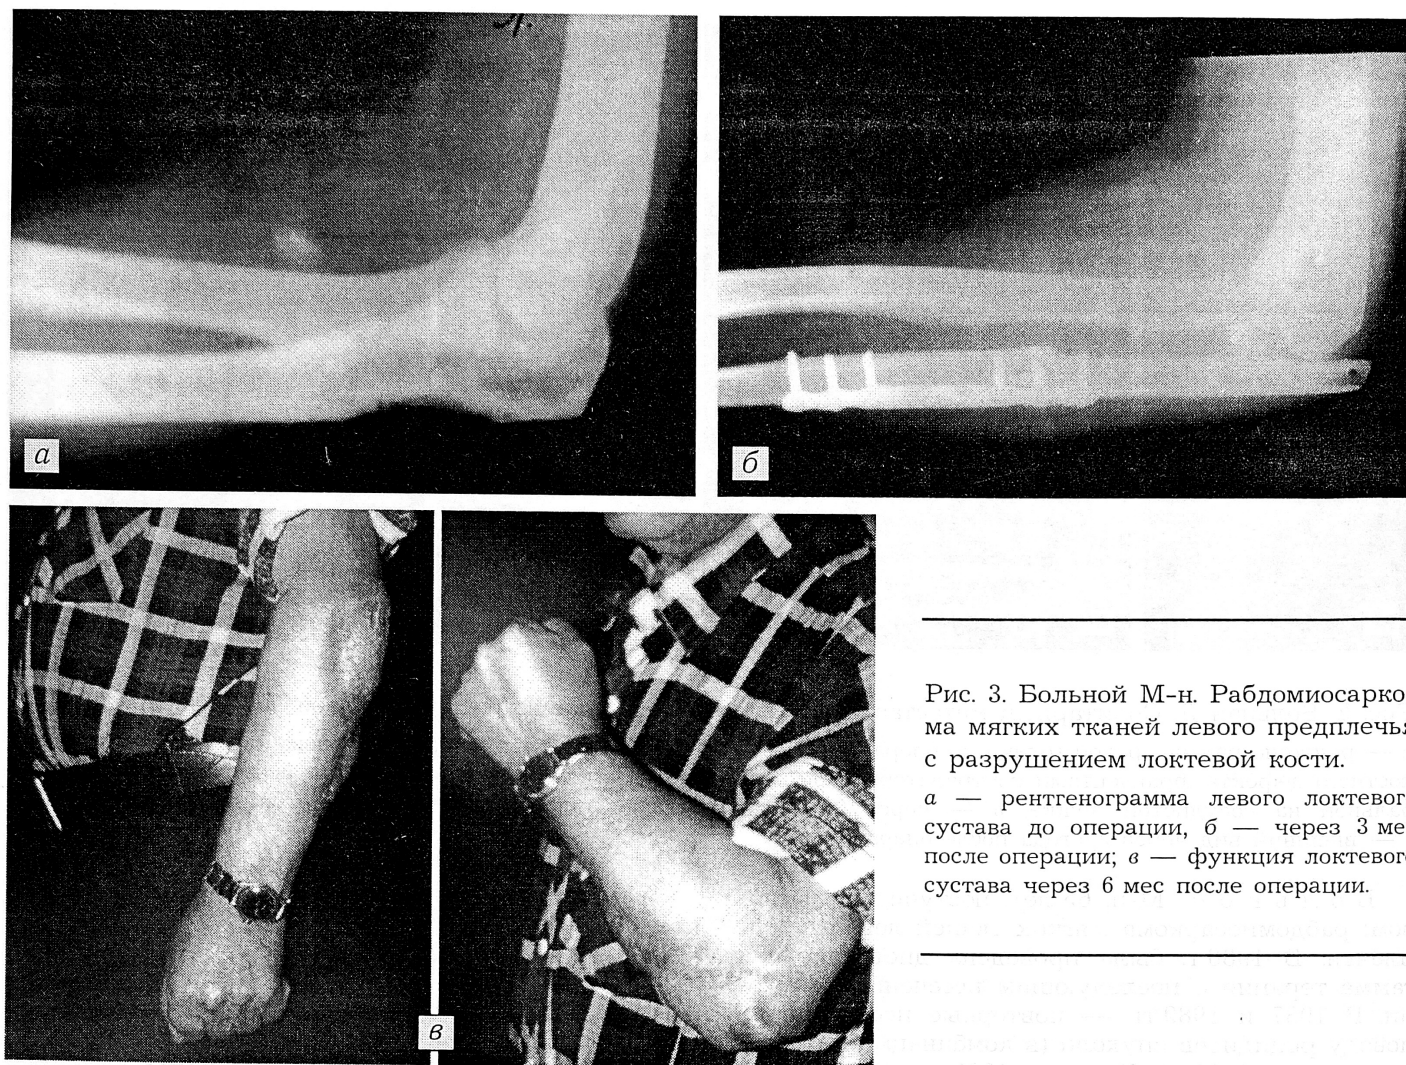 а
б
в
Рис. 3. Больной М-н. Рабдомиосарко
ма мягких тканей левого предплечья
с разрушением локтевой кости.
а — рентгенограмма левого локтевог
сустава до операции, б — через 3 ме
после операции; в — функция локтевог
сустава через 6 мес после операции.